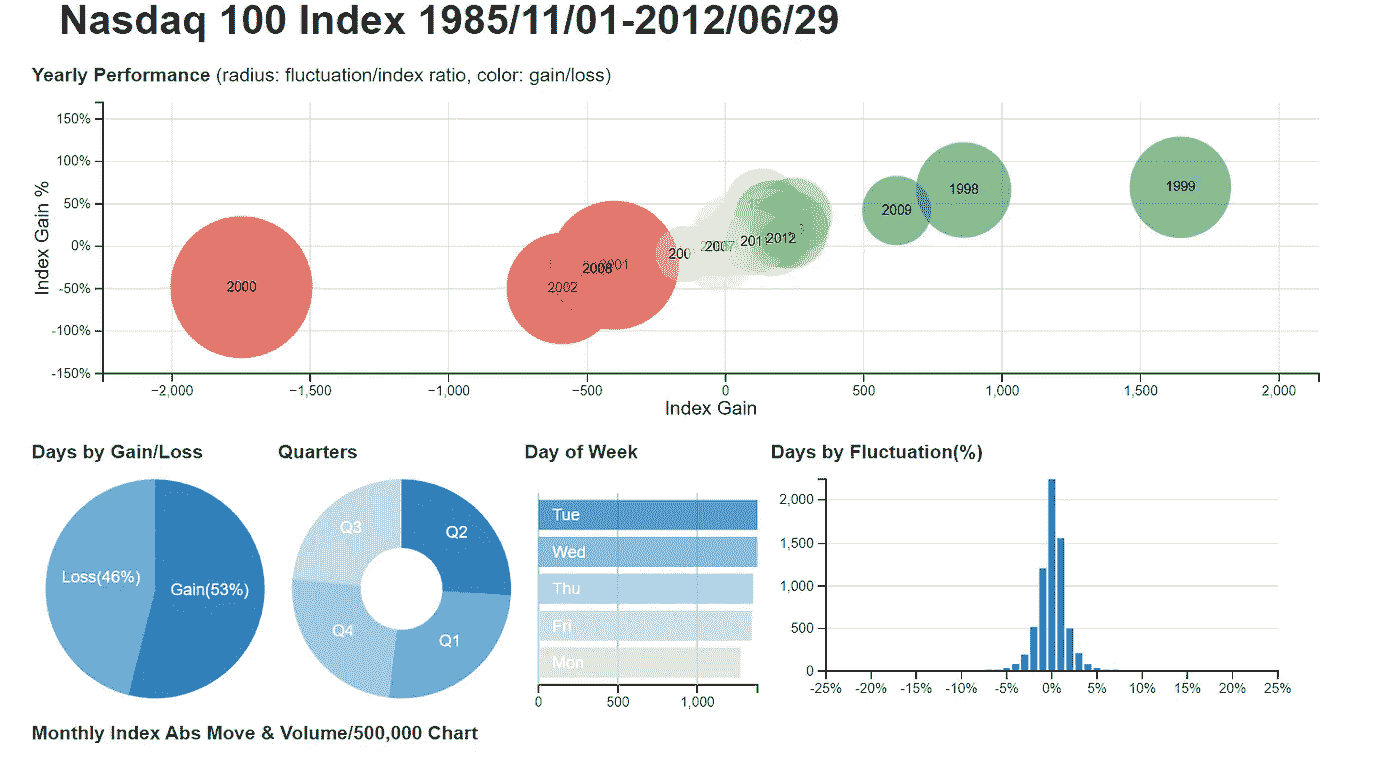 Nasdaq 100 Index 1985/11/01-2012/06/29
Yearly Performance (radius: fluctuation/index ratio, color: gain/loss)
Index Gain %
150%
100%
50%
0%
-50%
-100%
-150%
2000
2002
2008
2001
200
2007
201
2012
2009
1998
1999
−2,000
−1,500
−1,000
−500
0
500
1,000
1,500
2,000
Index Gain
Days by Gain/Loss
Loss(46%)
Gain(53%)
Quarters
Q3
Q2
Q4
Q1
Day of Week
Tue
Wed
Thu
Fri
Mon
0
500
1,000
Days by Fluctuation(%)
2,000
1,500
1,000
500
0
-25%
-20%
-15%
-10%
-5%
0%
5%
10%
15%
20%
25%
Monthly Index Abs Move & Volume/500,000 Chart